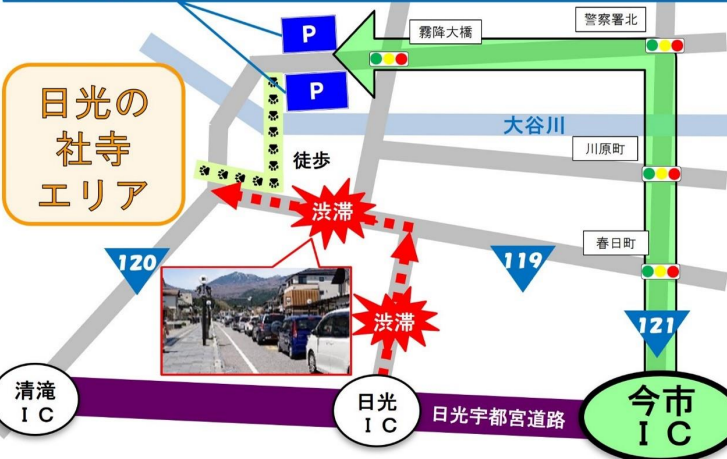 警察署北
P
霧降大橋
P
日光の
社寺
エリア
大谷川
川原町
徒歩
渋滞
春日町
120
119
渋滞
121
清滝
IC
日光
IC
日光宇都宮道路
今市
IC